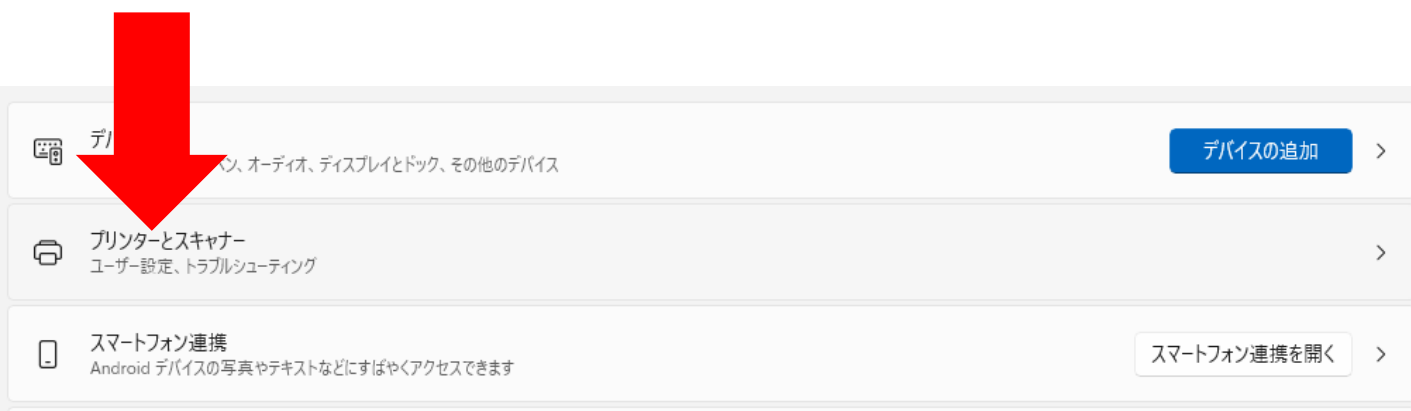 デバイスの追加
ペン、オーディオ、ディスプレイとドック、その他のデバイス
プリンターとスキャナー
ユーザー設定、トラブルシューティング
スマートフォン連携
スマートフォン連携を開く
Android デバイスの写真やテキストなどにすばやくアクセスできます